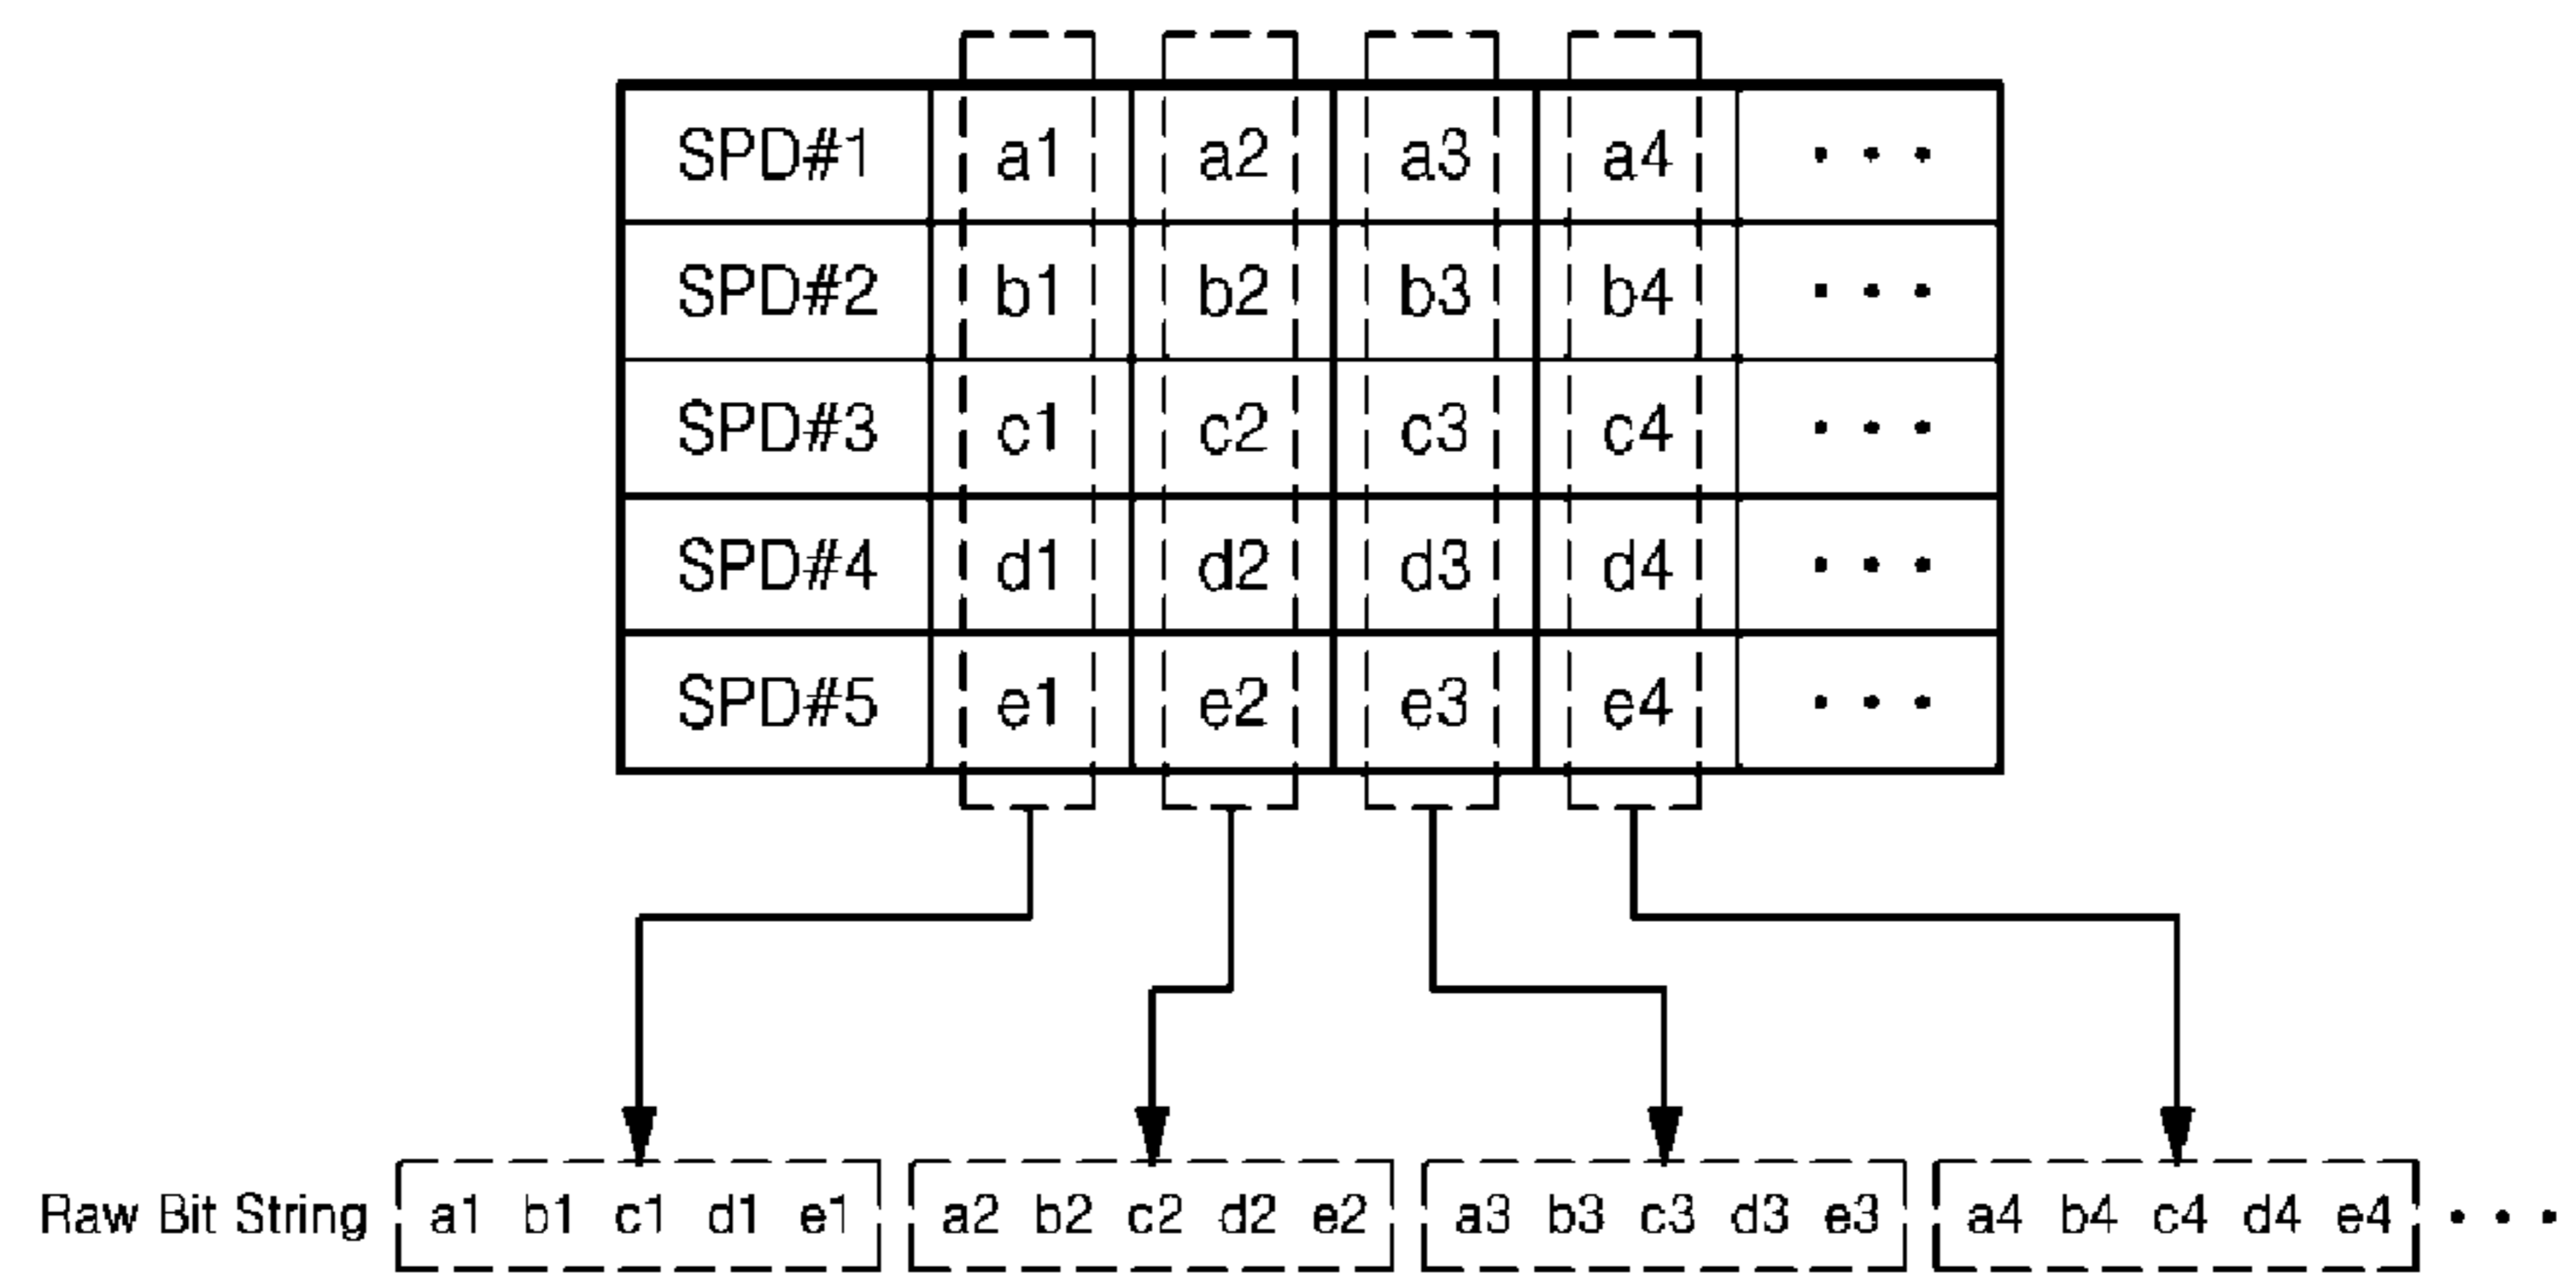 SPD#1 a1 a2 a3 a4 • • •
SPD#2 b1 b2 b3 b4 • • •
SPD#3 c1 c2 c3 c4 • • •
SPD#4 d1 d2 d3 d4 • • •
SPD#5 e1 e2 e3 e4 • • •
Raw Bit String a1 b1 c1 d1 e1 a2 b2 c2 d2 e2 a3 b3 c3 d3 e3 a4 b4 c4 d4 e4 • • •